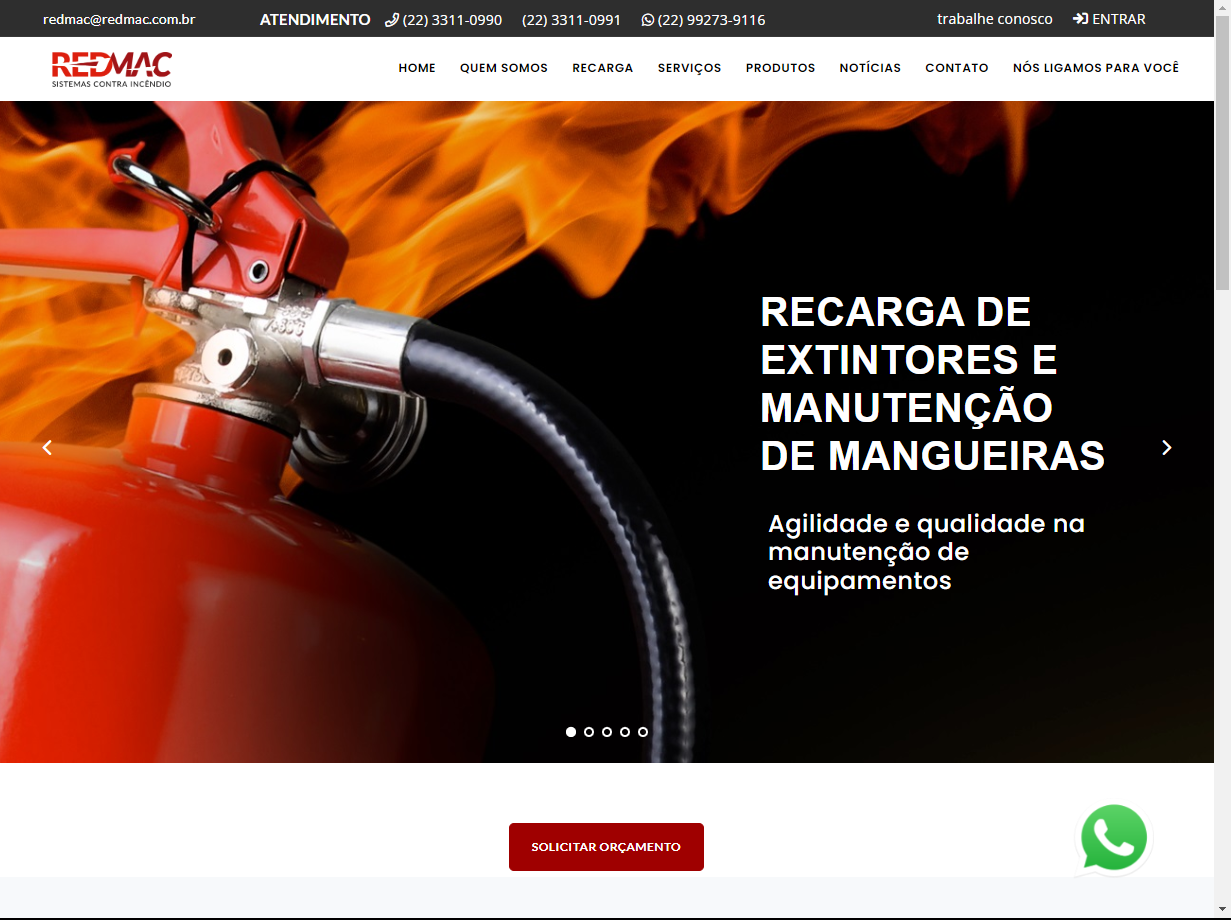 redmac@redmac.com.br
ATENDIMENTO (22) 3311-0990 (22) 3311-0991 (22) 99273-9116
trabalhe conosco ENTRAR
REDMAC
SISTEMAS CONTRA INCÊNDIO
HOME QUEM SOMOS RECARGA SERVIÇOS PRODUTOS NOTÍCIAS CONTATO NÓS LIGAMOS PARA VOCÊ
RECARGA DE
EXTINTORES E
MANUTENÇÃO
DE MANGUEIRAS
Agilidade e qualidade na
manutenção de
equipamentos
SOLICITAR ORÇAMENTO